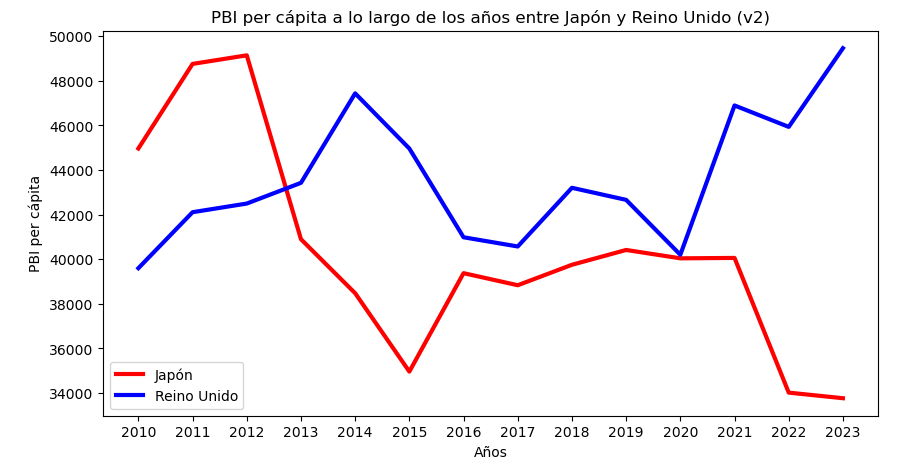 PBI per cápita a lo largo de los años entre Japón y Reino Unido (v2)
50000
48000
46000
44000
42000
40000
38000
36000
34000
PBI per cápita
Japón
Reino Unido
2010 2011 2012 2013 2014 2015 2016 2017 2018 2019 2020 2021 2022 2023
Años